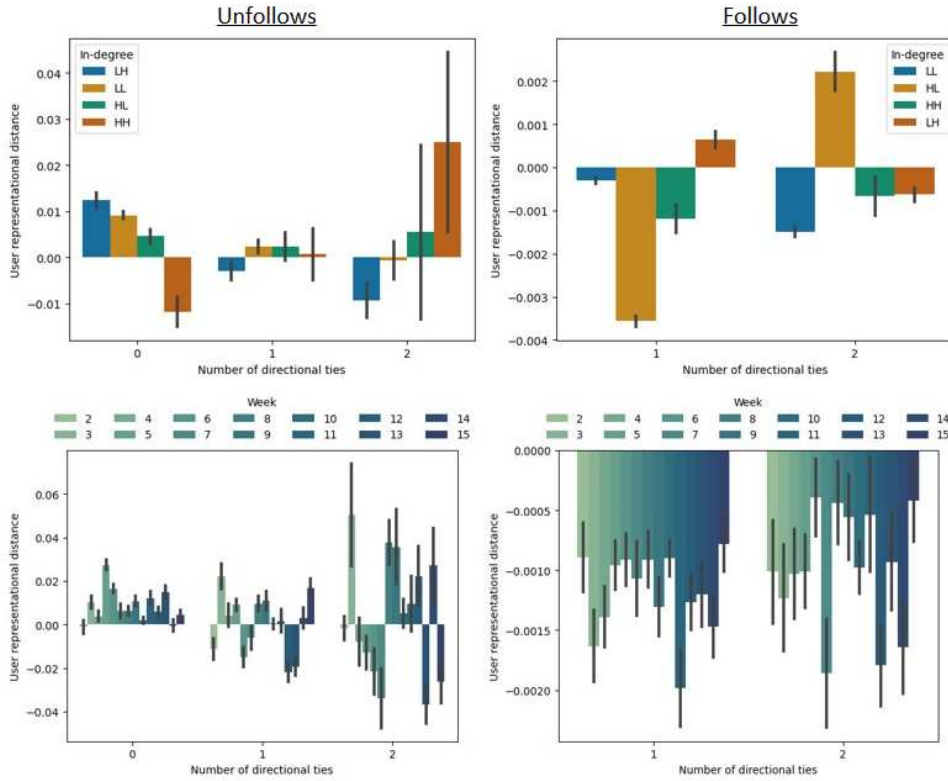 Unfollows
Follows
In-degree
LH
LL
HL
HH
0.04
0.03
0.02
0.01
0.00
−0.01
User representational distance
0
1
2
Number of directional ties
In-degree
LL
HL
HH
LH
0.002
0.001
0.000
−0.001
−0.002
−0.003
−0.004
User representational distance
1
2
Number of directional ties
Week
2 4 6 8 10 12 14
3 5 7 9 11 13 15
0.06
0.04
0.02
0.00
−0.02
−0.04
User representational distance
0
1
2
Number of directional ties
Week
2 4 6 8 10 12 14
3 5 7 9 11 13 15
0.0000
−0.0005
−0.0010
−0.0015
−0.0020
User representational distance
1
2
Number of directional ties